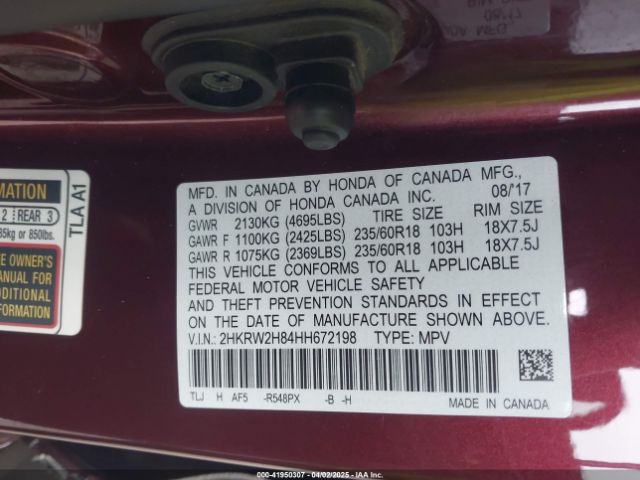 MFD. IN CANADA BY HONDA OF CANADA MFG.,
A DIVISION OF HONDA CANADA INC. 08/'17
GVWR 2130KG (4695LBS) TIRE SIZE RIM SIZE
GAWR F 1100KG (2425LBS) 235/60R18 103H 18X7.5J
GAWR R 1075KG (2369LBS) 235/60R18 103H 18X7.5J
THIS VEHICLE CONFORMS TO ALL APPLICABLE
FEDERAL MOTOR VEHICLE SAFETY
AND THEFT PREVENTION STANDARDS IN EFFECT
ON THE DATE OF MANUFACTURE SHOWN ABOVE.
V.I.N.: 2HKRW2H84HH672198 TYPE: MPV
TLJ H AF5 -R548PX -B -H
MADE IN CANADA
MATION
2 REAR 3
35kg or 850lbs.
E OWNER'S
ANUAL FOR
DDITIONAL
FORMATION
TLA A1
000-41950307 - 04/02/2025 - IAAI.COM